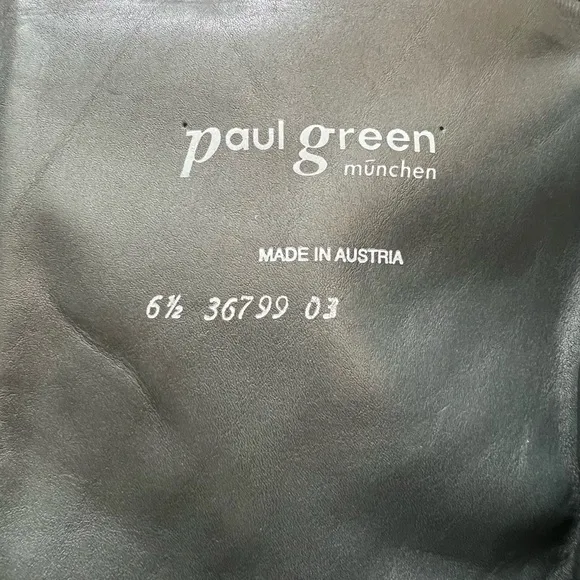 paul green
münchen
MADE IN AUSTRIA
6½ 36799 03